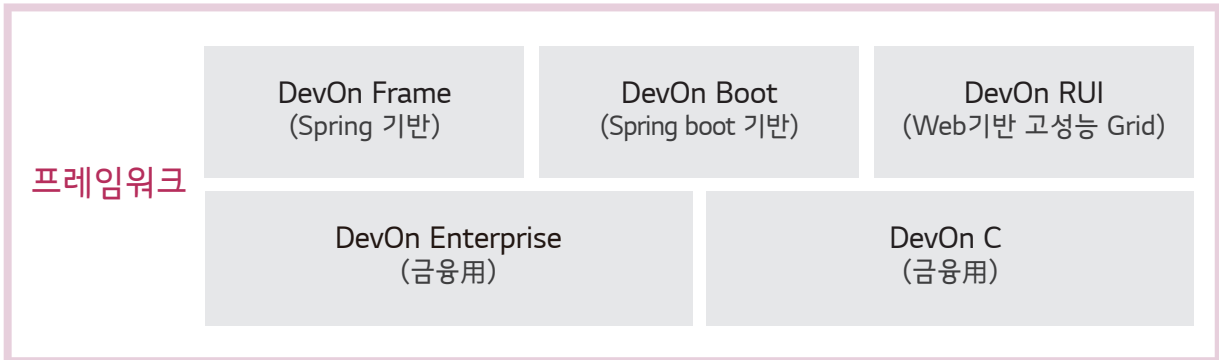 프레임워크
DevOn Frame
(Spring 기반)
DevOn Boot
(Spring boot 기반)
DevOn RUI
(Web기반 고성능 Grid)
DevOn Enterprise
(금융用)
DevOn C
(금융用)